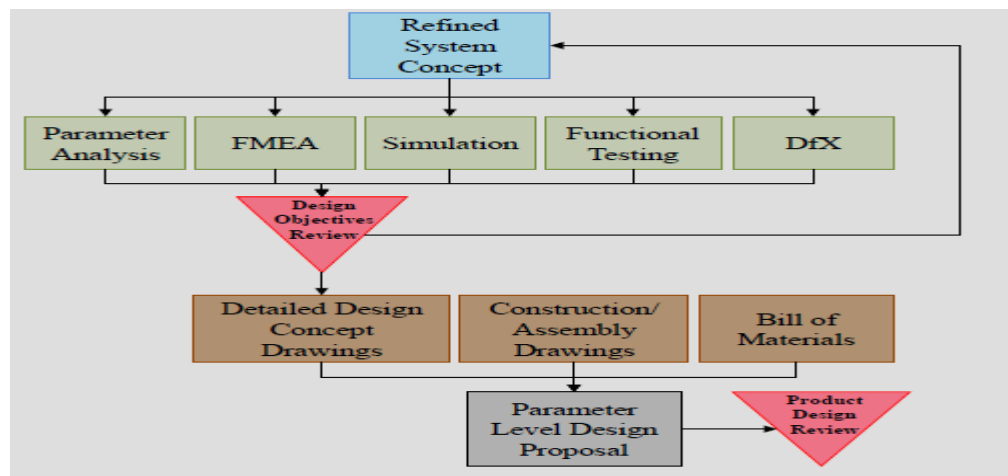 Refined
System
Concept
Parameter
Analysis
FMEA
Simulation
Functional
Testing
DfX
Design
Objectives
Review
Detailed Design
Concept
Drawings
Construction/
Assembly
Drawings
Bill of
Materials
Parameter
Level Design
Proposal
Product
Design
Review